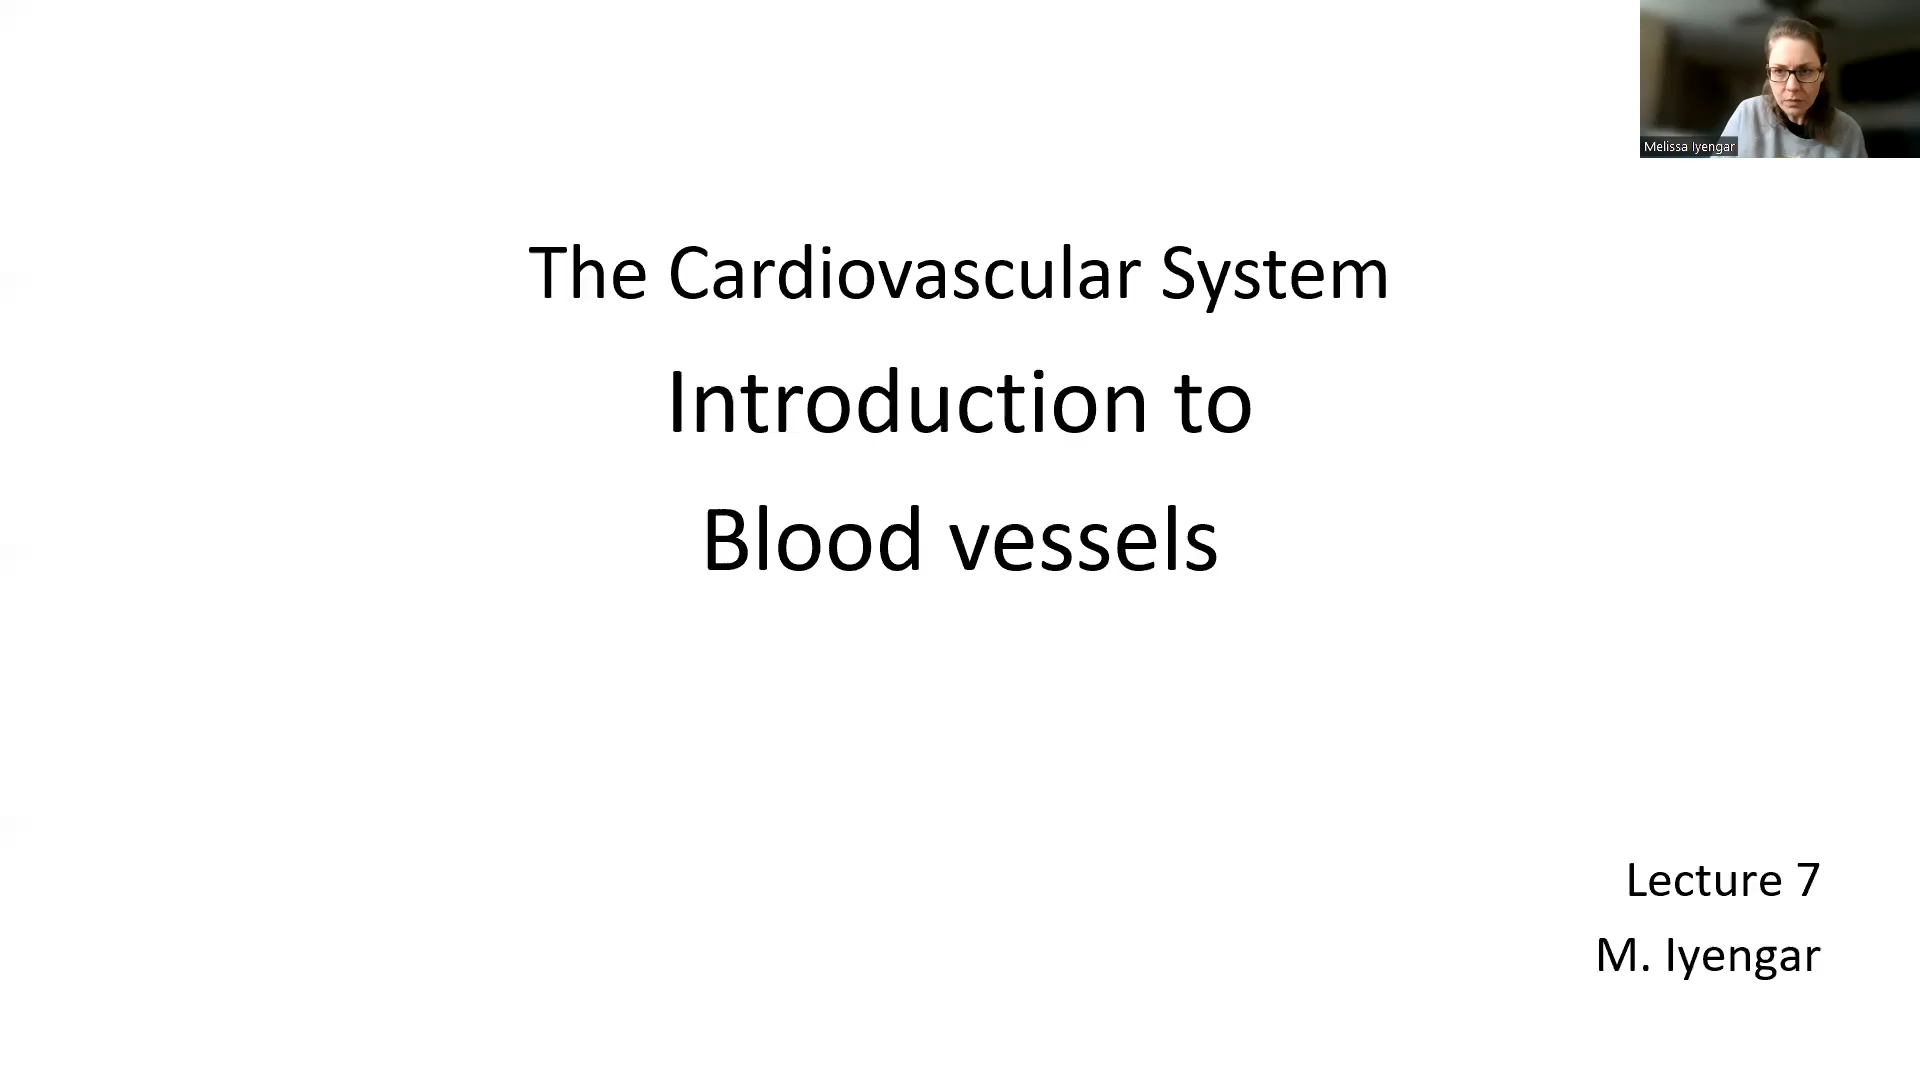 Melissa Iyengar
The Cardiovascular System
Introduction to
Blood vessels
Lecture 7
M. Iyengar